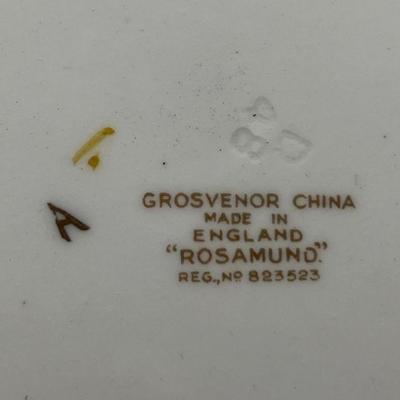 GROSVENOR CHINA
MADE IN
ENGLAND
"ROSAMUND."
REG., NO 823523